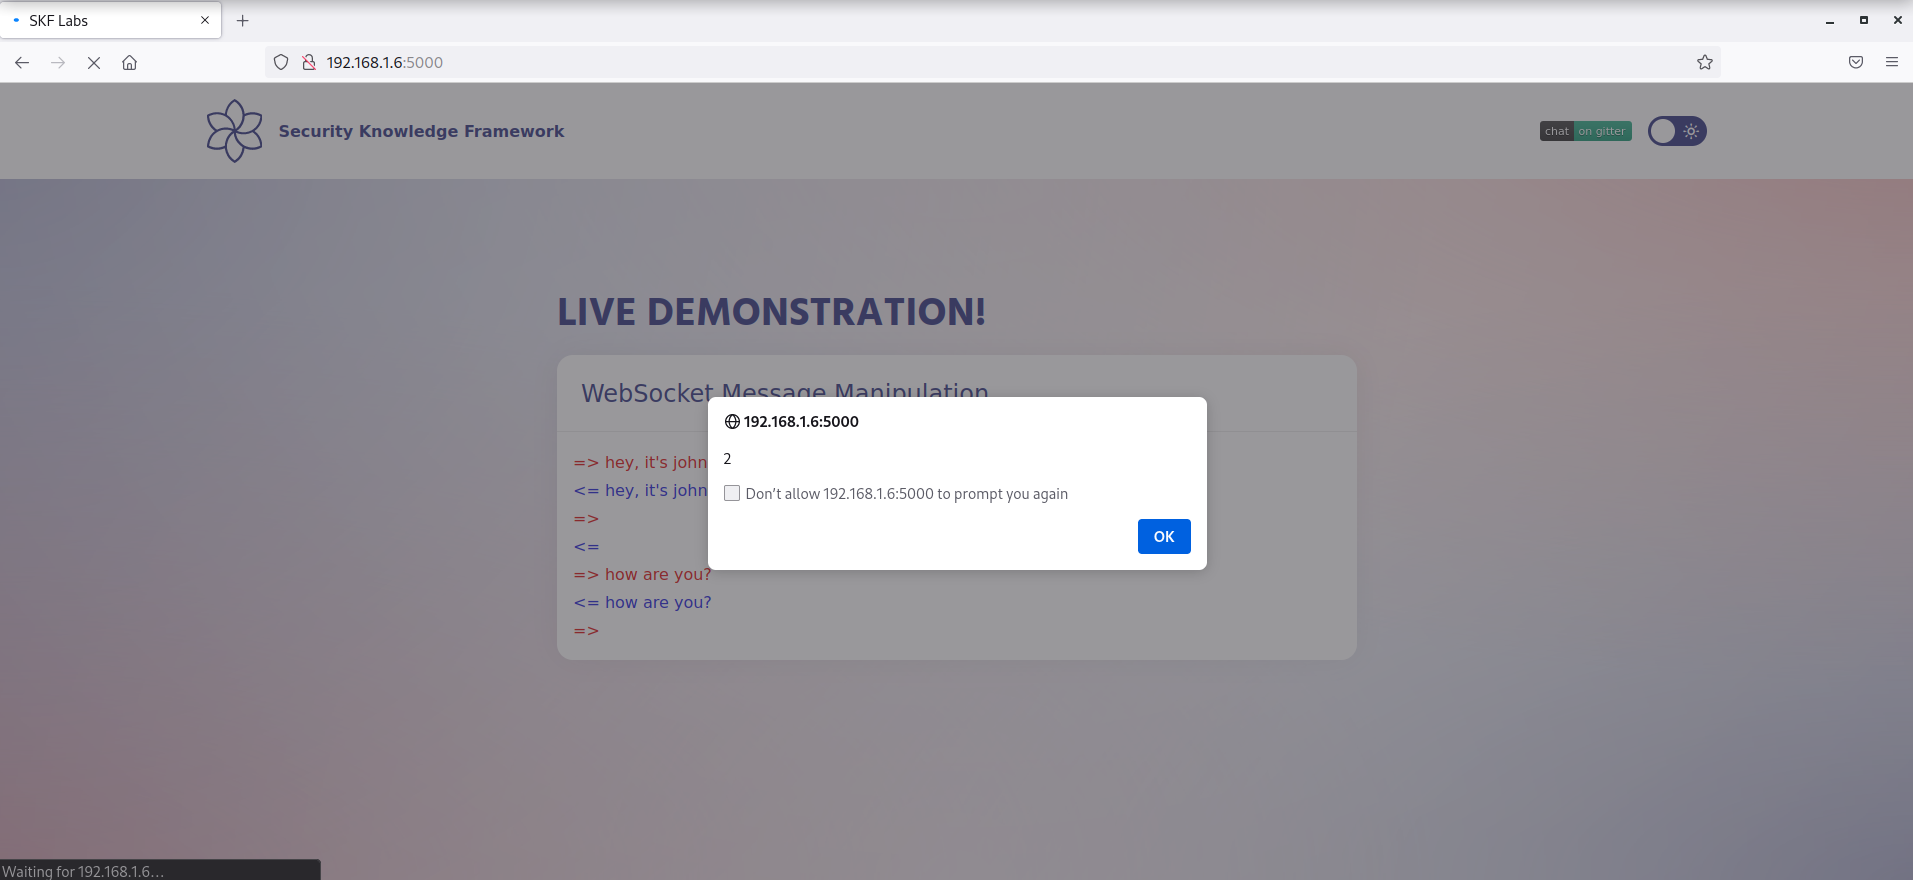 SKF Labs
192.168.1.6:5000
Security Knowledge Framework
chat on gitter
LIVE DEMONSTRATION!
WebSocket Message Manipulation
192.168.1.6:5000
2
Don’t allow 192.168.1.6:5000 to prompt you again
OK
=> hey, it's john
<= hey, it's john
=>
<=
=> how are you?
<= how are you?
=>
Waiting for 192.168.1.6…